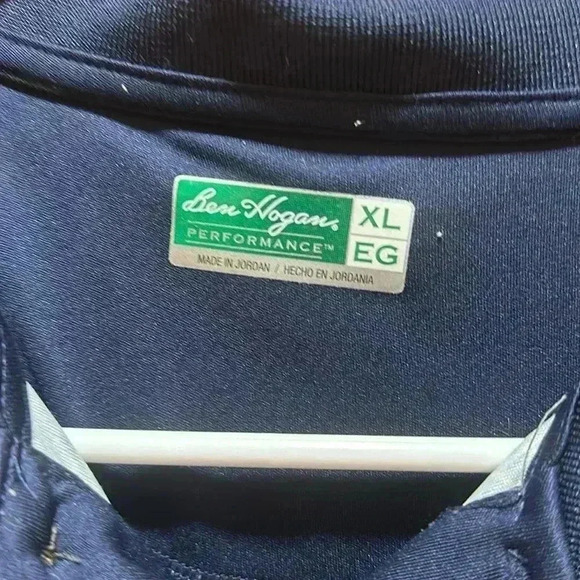 Ben Hogan.
PERFORMANCE™
XL
EG
MADE IN JORDAN / HECHO EN JORDANIA